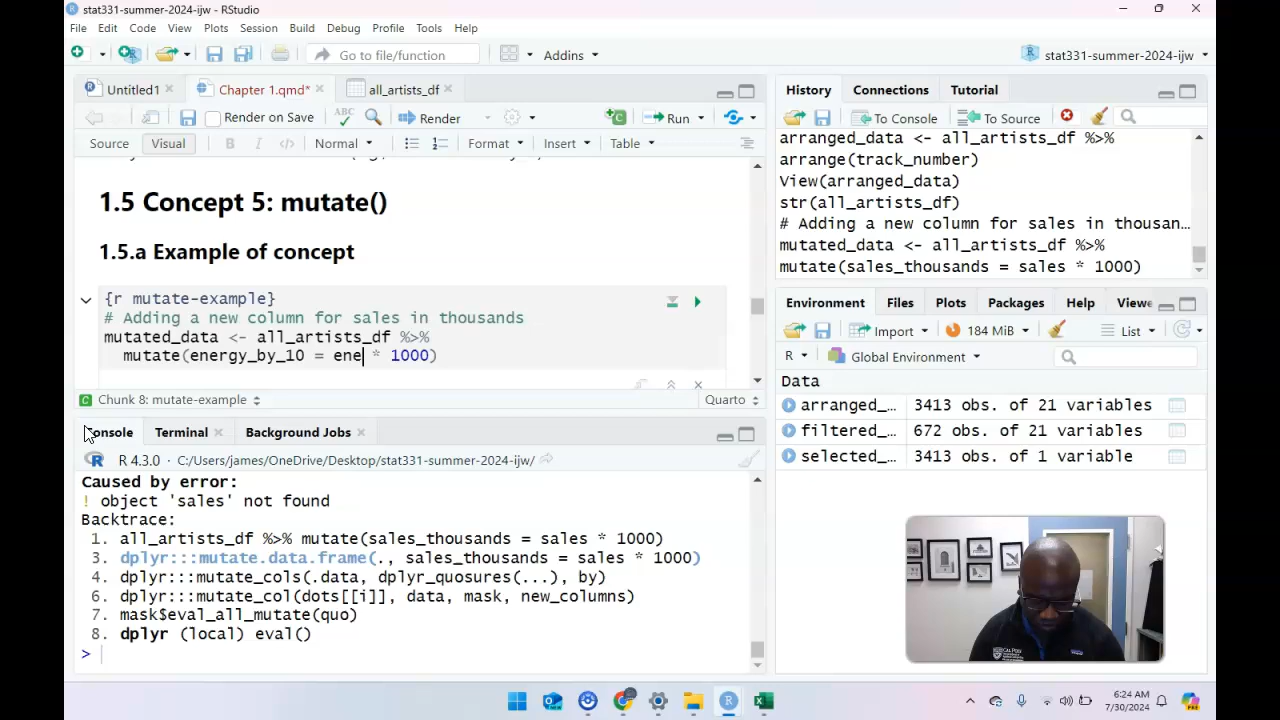 stat331-summer-2024-ijw - RStudio
File Edit Code View Plots Session Build Debug Profile Tools Help
Go to file/function Addins stat331-summer-2024-ijw
Untitled1 Chapter 1.qmd* all_artists_df
Render on Save ABC Render Run
Source Visual B I </> Normal Format Insert Table
1.5 Concept 5: mutate()
1.5.a Example of concept
{r mutate-example}
# Adding a new column for sales in thousands
mutated_data <- all_artists_df %>%
mutate(energy_by_10 = ene * 1000)
Chunk 8: mutate-example Quarto
Console Terminal Background Jobs
R 4.3.0 · C:/Users/james/OneDrive/Desktop/stat331-summer-2024-ijw/
Caused by error:
! object 'sales' not found
Backtrace:
1. all_artists_df %>% mutate(sales_thousands = sales * 1000)
3. dplyr:::mutate.data.frame(., sales_thousands = sales * 1000)
4. dplyr:::mutate_cols(.data, dplyr_quosures(...), by)
6. dplyr:::mutate_col(dots[[i]], data, mask, new_columns)
7. mask$eval_all_mutate(quo)
8. dplyr (local) eval()
>
History Connections Tutorial
To Console To Source
arranged_data <- all_artists_df %>%
arrange(track_number)
View(arranged_data)
str(all_artists_df)
# Adding a new column for sales in thousan...
mutated_data <- all_artists_df %>%
mutate(sales_thousands = sales * 1000)
Environment Files Plots Packages Help Viewe
Import 184 MiB List
R Global Environment
Data
arranged_... 3413 obs. of 21 variables
filtered_... 672 obs. of 21 variables
selected_... 3413 obs. of 1 variable
6:24 AM
7/30/2024